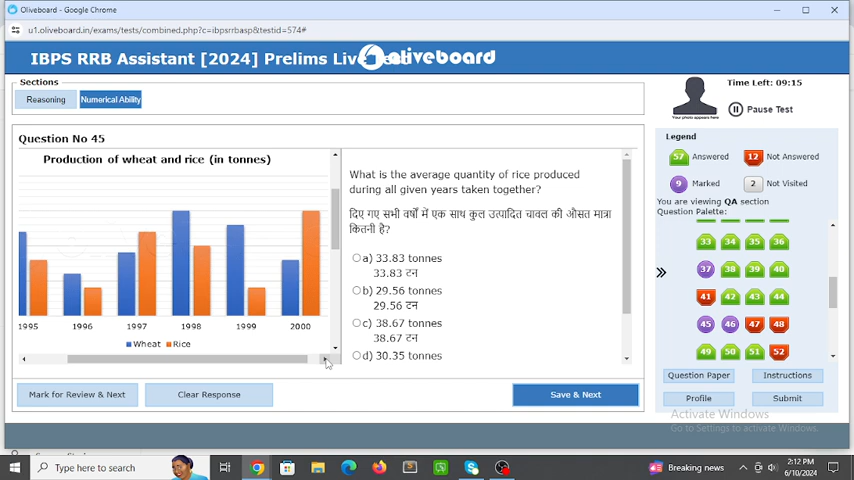 Oliveboard - Google Chrome
u1.oliveboard.in/exams/tests/combined.php?c=ibpsrrbasp&testid=574#
IBPS RRB Assistant [2024] Prelims Live Test
oliveboard
Sections
Reasoning
Numerical Ability
Your photo appears here
Time Left: 09:15
Pause Test
Question No 45
Legend
57 Answered
12 Not Answered
9 Marked
2 Not Visited
You are viewing QA section
Question Palette:
33 34 35 36
37 38 39 40
41 42 43 44
45 46 47 48
49 50 51 52
Production of wheat and rice (in tonnes)
1995 1996 1997 1998 1999 2000
Wheat Rice
What is the average quantity of rice produced
during all given years taken together?
दिए गए सभी वर्षों में एक साथ कुल उत्पादित चावल की औसत मात्रा
कितनी है?
a) 33.83 tonnes
33.83 टन
b) 29.56 tonnes
29.56 टन
c) 38.67 tonnes
38.67 टन
d) 30.35 tonnes
Mark for Review & Next
Clear Response
Save & Next
Question Paper
Instructions
Profile
Submit
Activate Windows
Go to Settings to activate Windows.
Type here to search
Breaking news
2:12 PM
6/10/2024